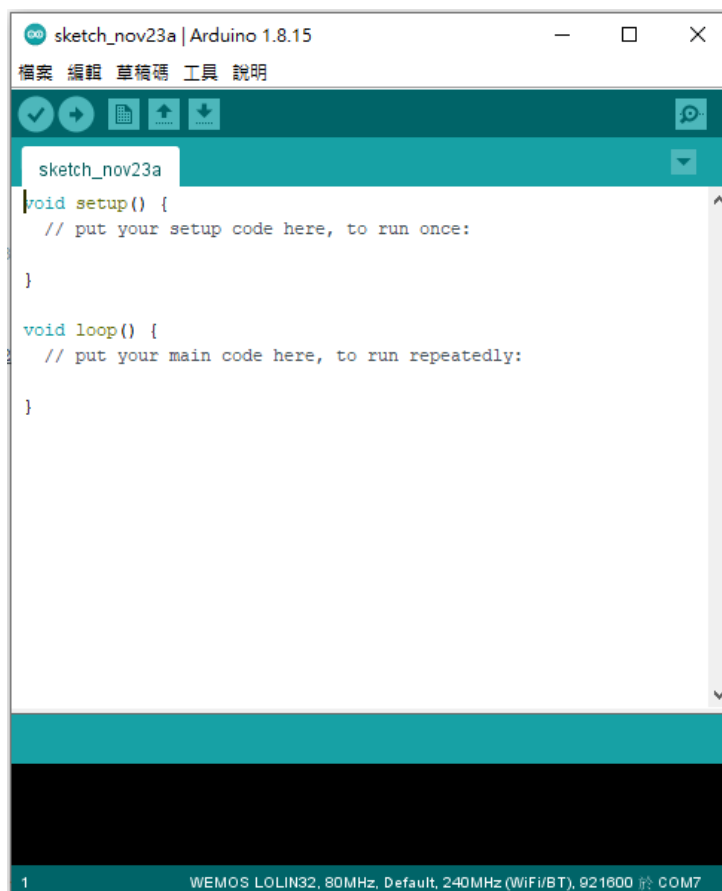 sketch_nov23a | Arduino 1.8.15
檔案 編輯 草稿碼 工具 說明
sketch_nov23a
void setup() {
  // put your setup code here, to run once:
}
void loop() {
  // put your main code here, to run repeatedly:
}
1
WEMOS LOLIN32, 80MHz, Default, 240MHz (WiFi/BT), 921600 於 COM7